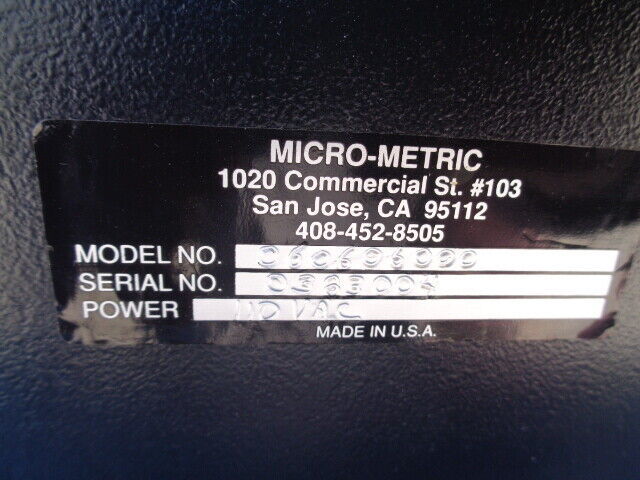 MICRO-METRIC
1020 Commercial St. #103
San Jose, CA 95112
408-452-8505
MODEL NO. 060606000
SERIAL NO.
POWER 110 VAC
MADE IN U.S.A.